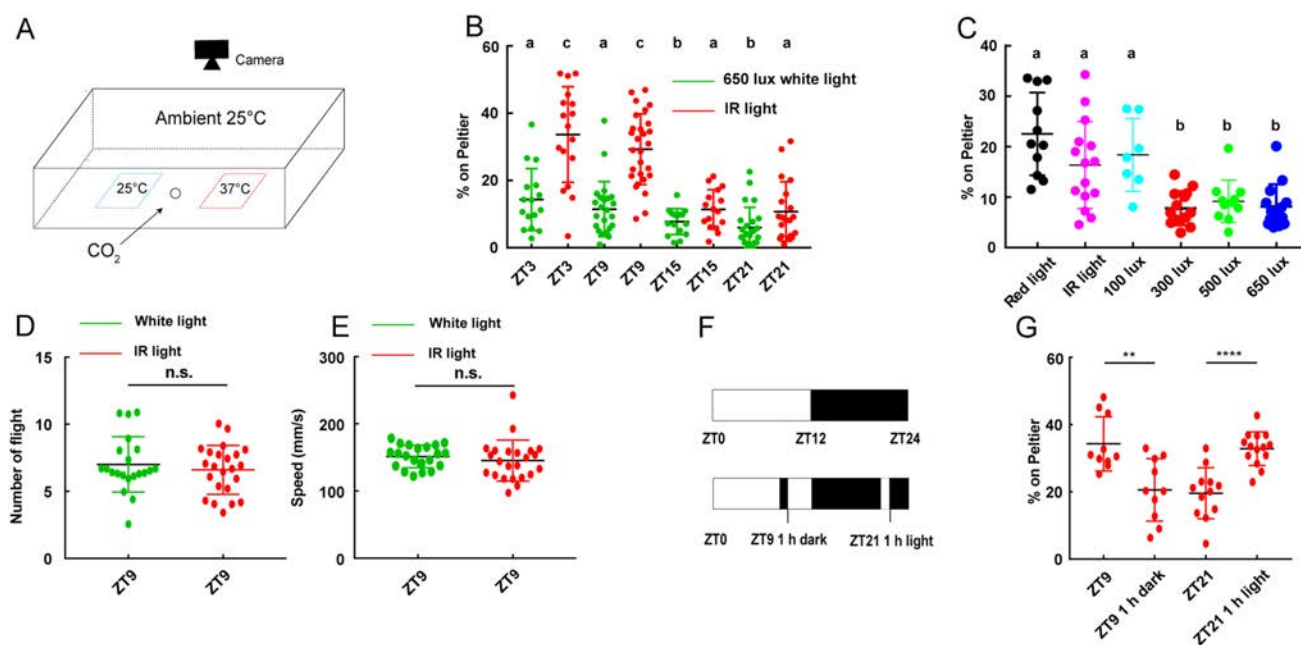 A
Camera
Ambient 25°C
25°C
37°C
CO2
B
a c a c b a b a
60
40
20
0
% on Peltier
650 lux white light
IR light
ZT3 ZT3 ZT9 ZT9 ZT15 ZT15 ZT21 ZT21
C
a a a b b b
40
30
20
10
0
% on Peltier
Red light IR light 100 lux 300 lux 500 lux 650 lux
D
White light
IR light
n.s.
15
10
5
0
Number of flight
ZT9 ZT9
E
White light
IR light
n.s.
300
200
100
0
Speed (mm/s)
ZT9 ZT9
F
ZT0 ZT12 ZT24
ZT0 ZT9 1 h dark ZT21 1 h light
G
** ****
60
40
20
0
% on Peltier
ZT9 ZT9 1 h dark ZT21 ZT21 1 h light